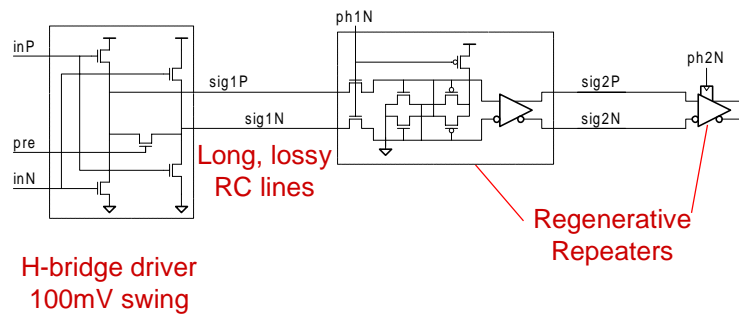 ph1N
inP
ph2N
sig1P
sig2P
sig1N
sig2N
pre
inN
Long, lossy
RC lines
Regenerative
Repeaters
H-bridge driver
100mV swing